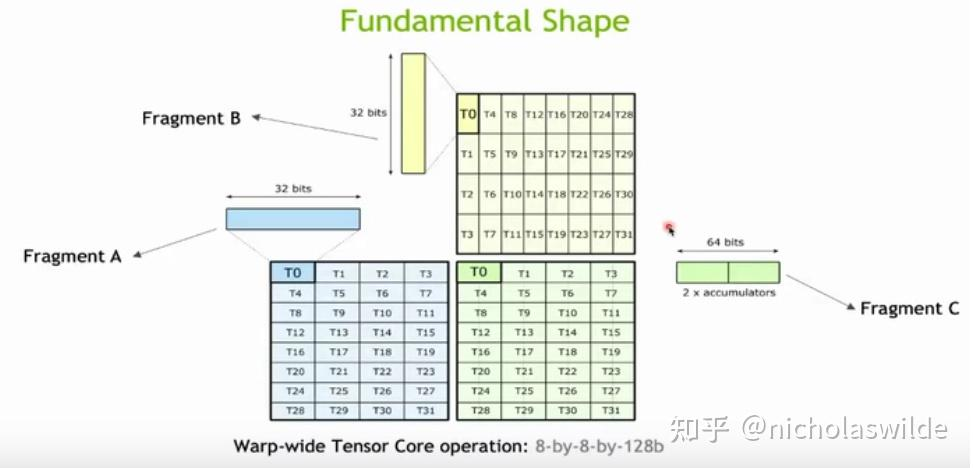 Fundamental Shape
Fragment B
32 bits
T0 T4 T8 T12 T16 T20 T24 T28
T1 T5 T9 T13 T17 T21 T25 T29
T2 T6 T10 T14 T18 T22 T26 T30
T3 T7 T11 T15 T19 T23 T27 T31
32 bits
Fragment A
64 bits
2 x accumulators
Fragment C
T0 T1 T2 T3 T0 T1 T2 T3
T4 T5 T6 T7 T4 T5 T6 T7
T8 T9 T10 T11 T8 T9 T10 T11
T12 T13 T14 T15 T12 T13 T14 T15
T16 T17 T18 T19 T16 T17 T18 T19
T20 T21 T22 T23 T20 T21 T22 T23
T24 T25 T26 T27 T24 T25 T26 T27
T28 T29 T30 T31 T28 T29 T30 T31
知乎 @nicholaswilde
Warp-wide Tensor Core operation: 8-by-8-by-128b